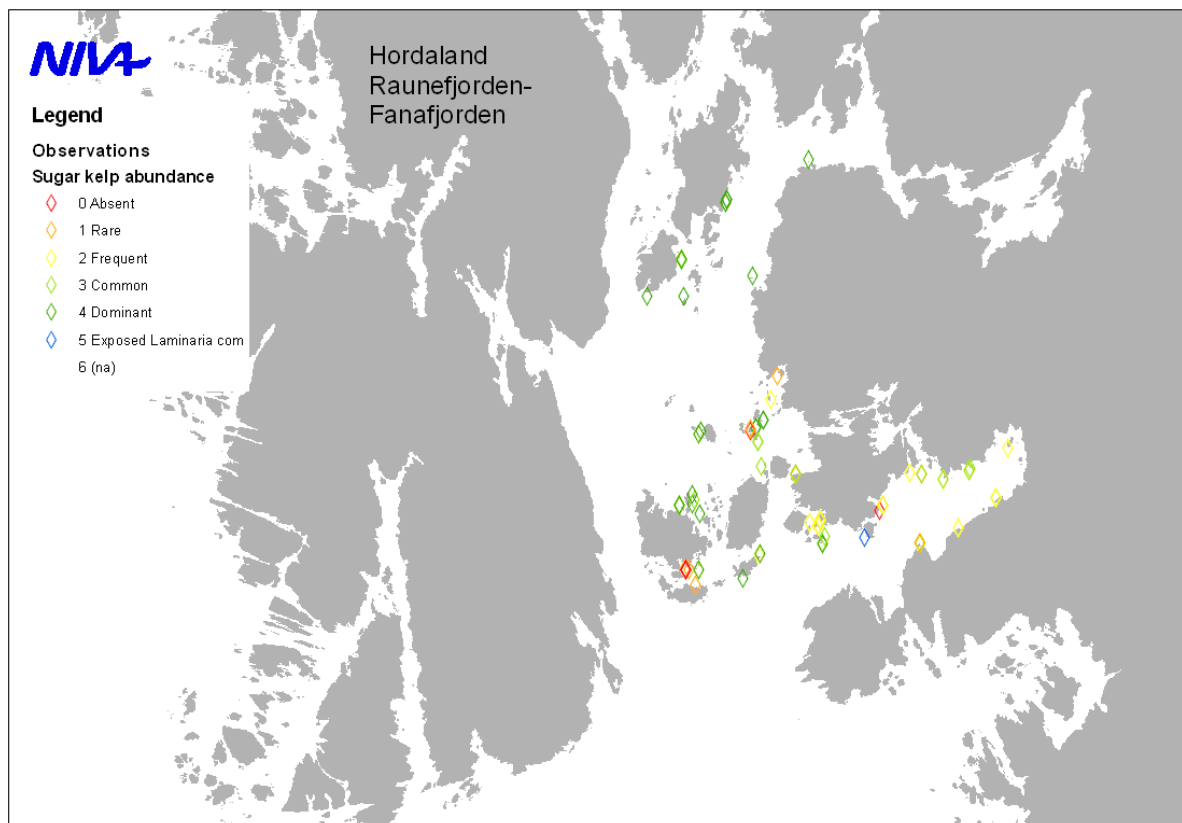 NIVA
Hordaland
Raunefjorden-
Fanafjorden
Legend
Observations
Sugar kelp abundance
0 Absent
1 Rare
2 Frequent
3 Common
4 Dominant
5 Exposed Laminaria com
6 (na)